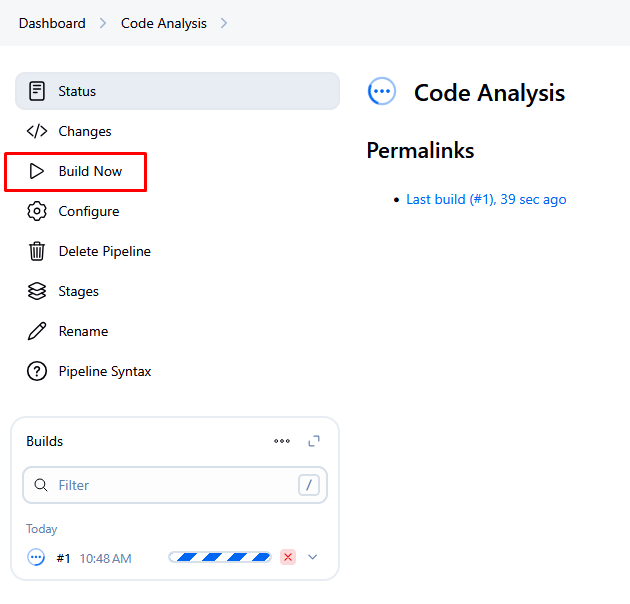 Dashboard > Code Analysis >
Status
Changes
Build Now
Configure
Delete Pipeline
Stages
Rename
Pipeline Syntax
Code Analysis
Permalinks
• Last build (#1), 39 sec ago
Builds
Filter /
Today
#1 10:48 AM